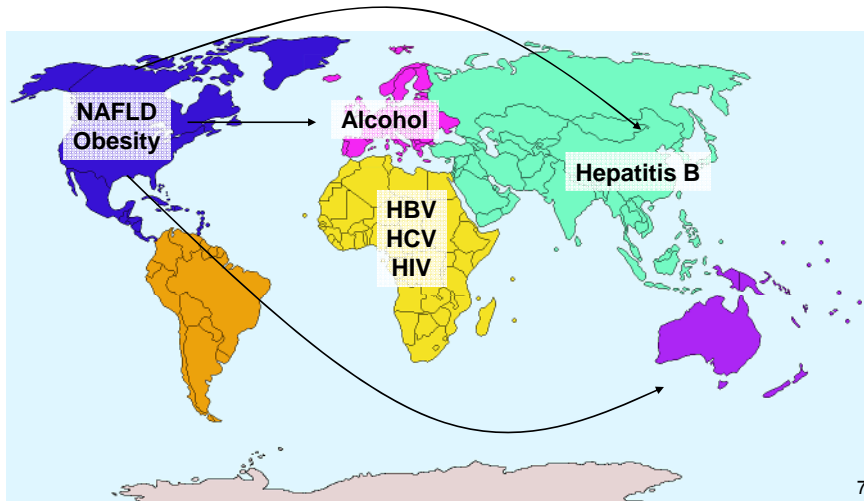 NAFLD
Obesity
Alcohol
Hepatitis B
HBV
HCV
HIV
7